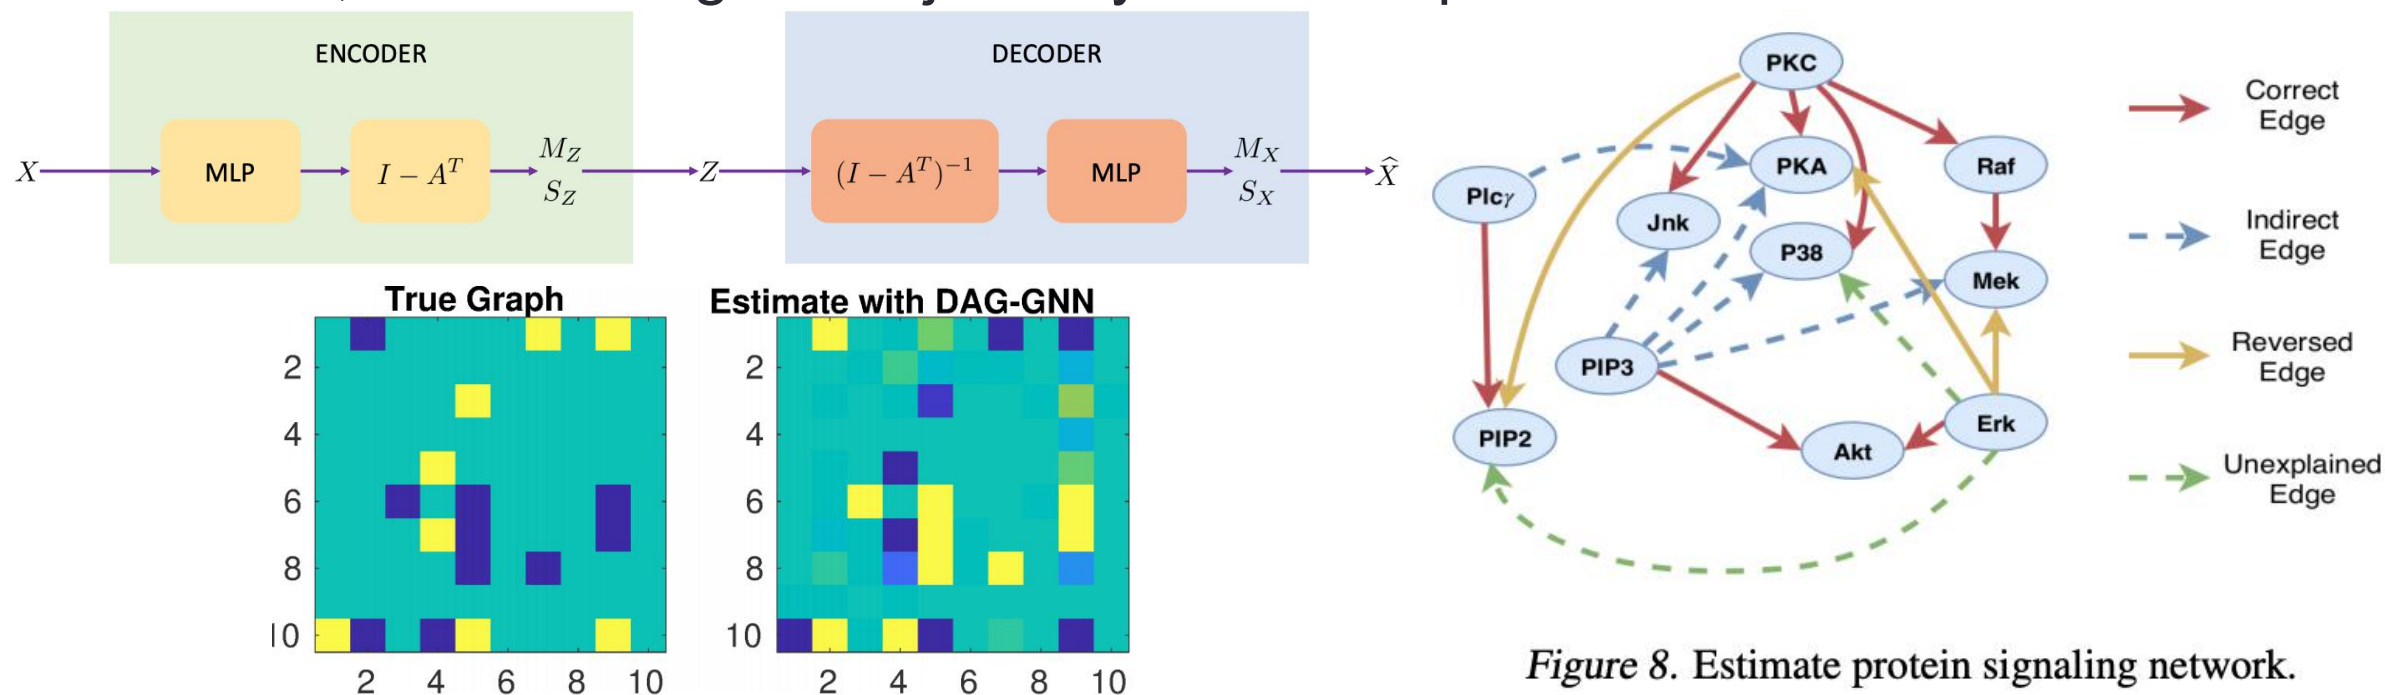 ENCODER
DECODER
X
MLP
I − A^T
M_Z
S_Z
Z
(I − A^T)^{−1}
MLP
M_X
S_X
X̂
True Graph
2
4
6
8
10
2
4
6
8
10
Estimate with DAG-GNN
2
4
6
8
10
2
4
6
8
10
PKC
Plcγ
PKA
Raf
Jnk
P38
Mek
PIP3
PIP2
Akt
Erk
Correct
Edge
Indirect
Edge
Reversed
Edge
Unexplained
Edge
Figure 8. Estimate protein signaling network.